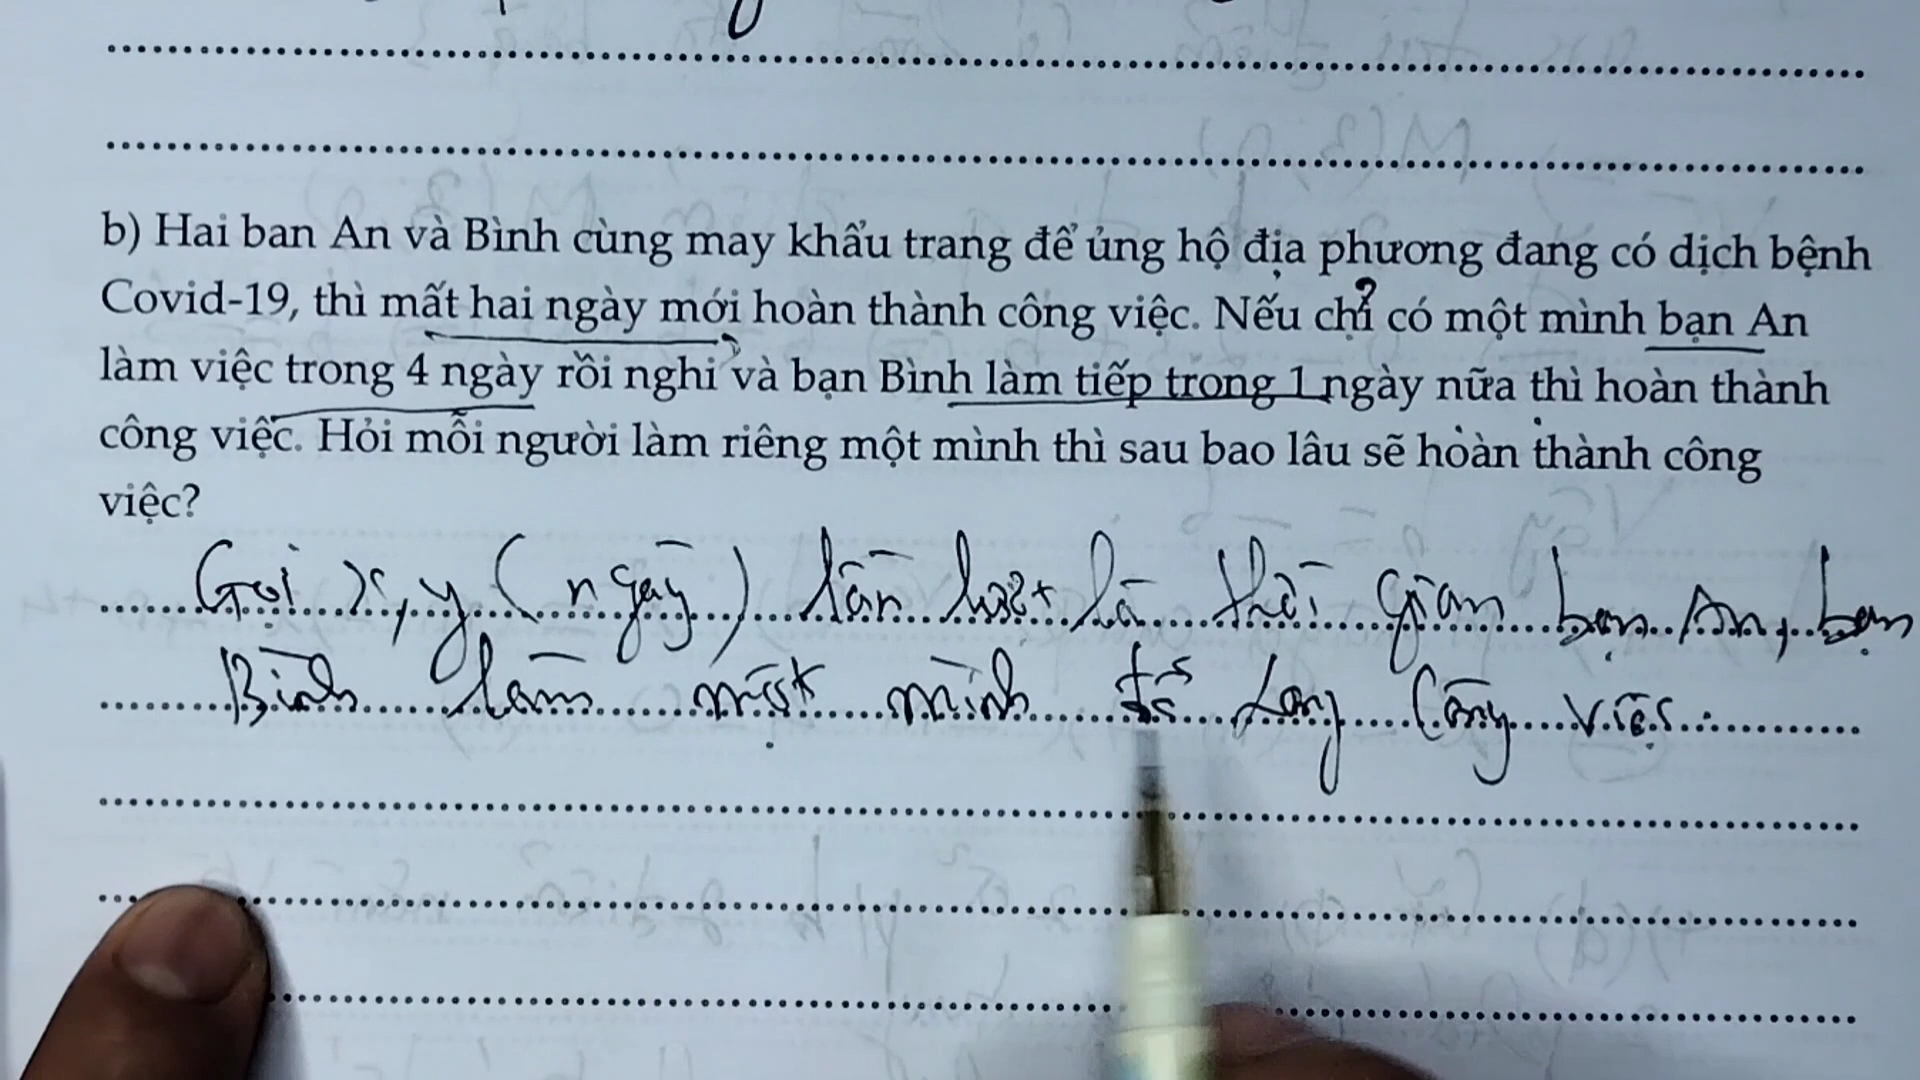 b) Hai ban An và Bình cùng may khẩu trang để ủng hộ địa phương đang có dịch bệnh
Covid-19, thì mất hai ngày mới hoàn thành công việc. Nếu chỉ có một mình bạn An
làm việc trong 4 ngày rồi nghi và bạn Bình làm tiếp trong 1 ngày nữa thì hoàn thành
công việc. Hỏi mỗi người làm riêng một mình thì sau bao lâu sẽ hoàn thành công
việc?
Gọi x, y (ngày) lần lượt là thời gian bạn An, bạn
Bình làm một mình để xong công việc.